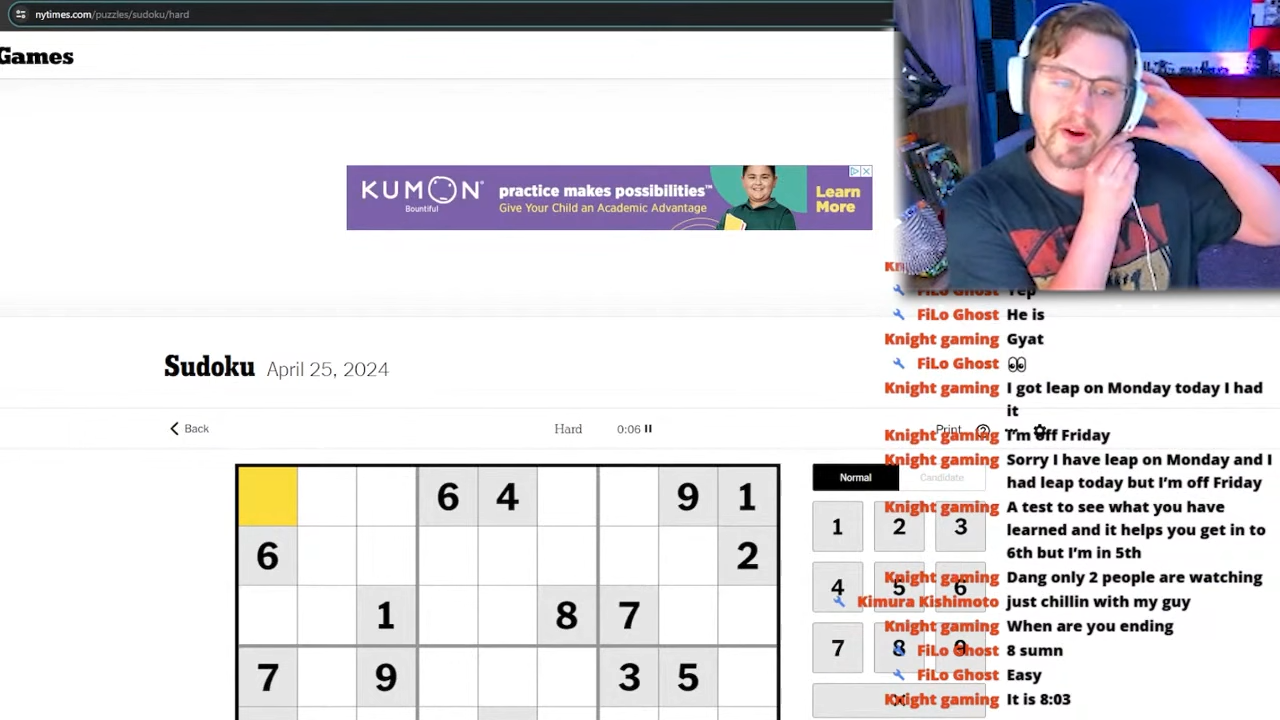 nytimes.com/puzzles/sudoku/hard
Games
KUMON
Bountiful
practice makes possibilities™
Give Your Child an Academic Advantage
Learn
More
Sudoku April 25, 2024
Back
Hard
0:06
Print
6 4 9 1
6 2
1 8 7
7 9 3 5
Normal
Candidate
1 2 3
4 5 6
7 8 9
FiLo Ghost Yep
FiLo Ghost He is
Knight gaming Gyat
FiLo Ghost 👀
Knight gaming I got leap on Monday today I had
it
Knight gaming I'm off Friday
Knight gaming Sorry I have leap on Monday and I
had leap today but I'm off Friday
Knight gaming A test to see what you have
learned and it helps you get in to
6th but I'm in 5th
Knight gaming Dang only 2 people are watching
Kimura Kishimoto just chillin with my guy
Knight gaming When are you ending
FiLo Ghost 8 sumn
FiLo Ghost Easy
Knight gaming It is 8:03